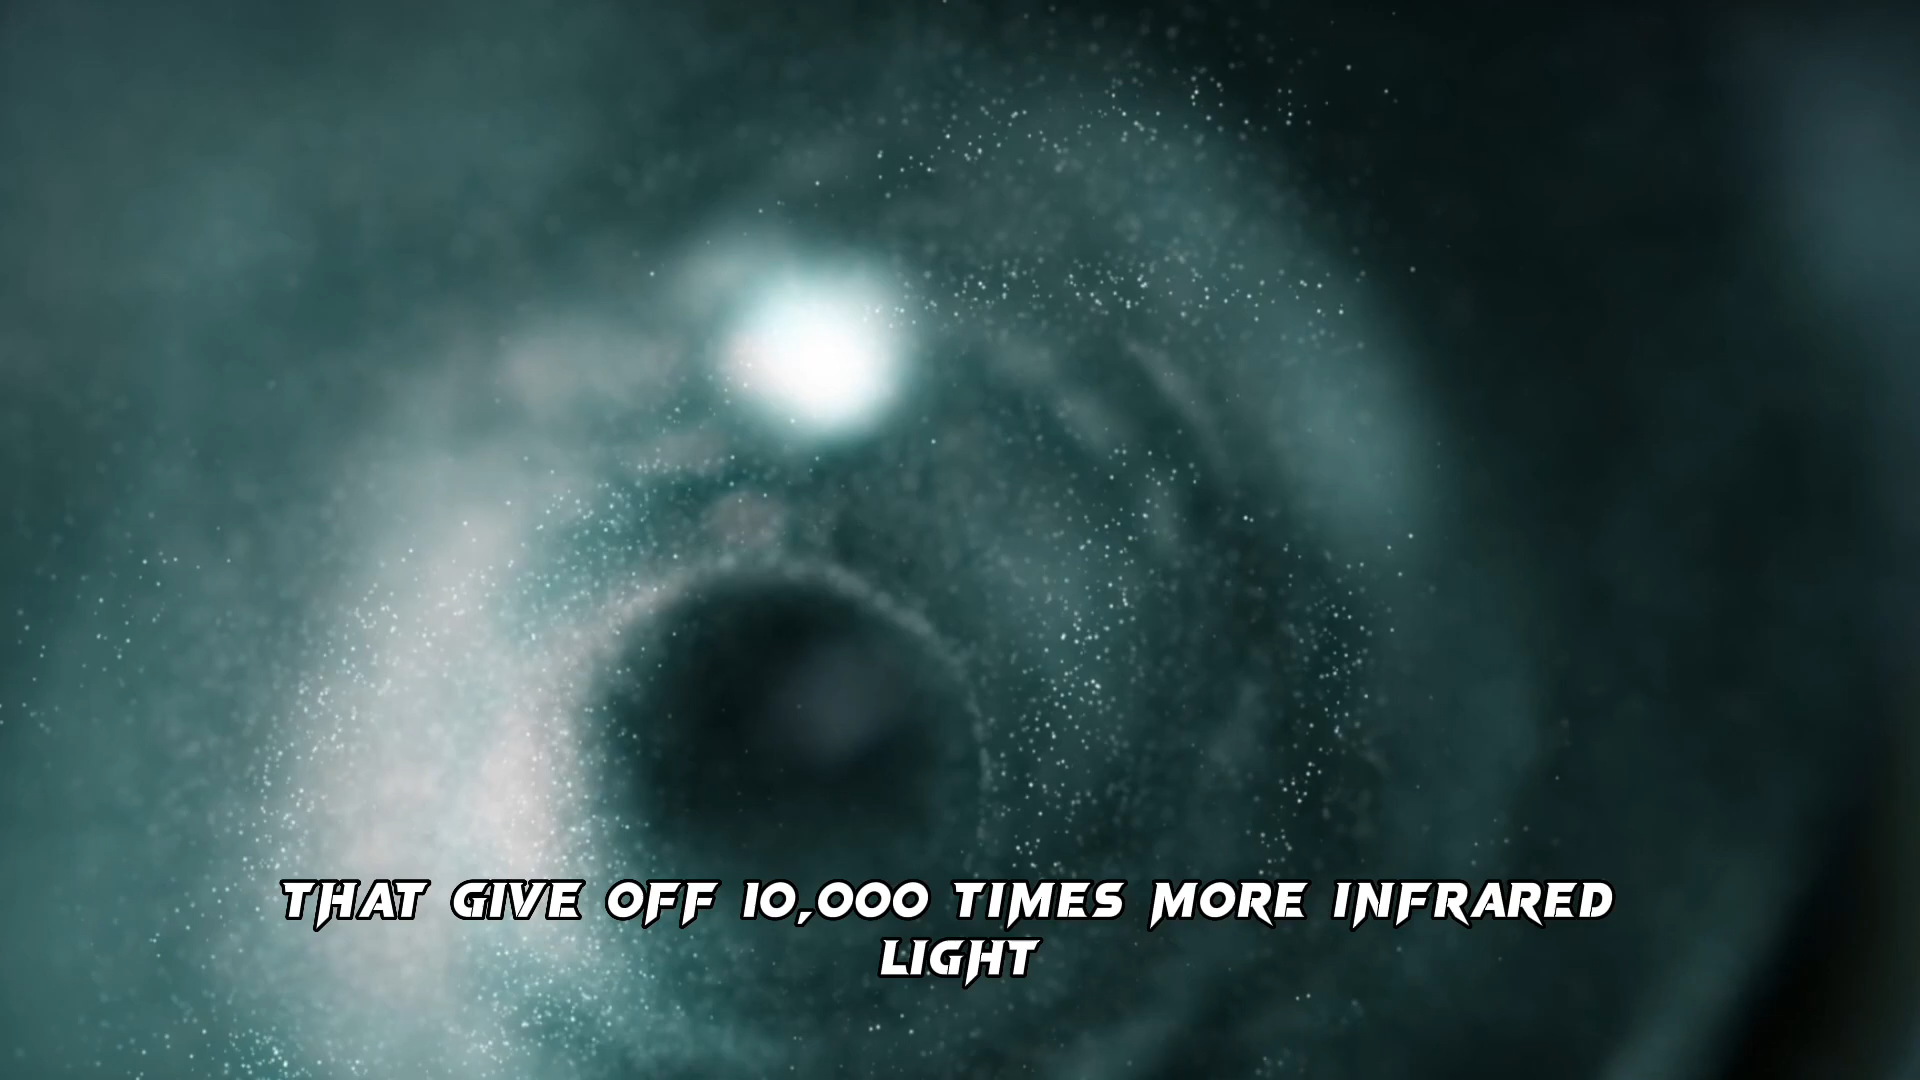 THAT GIVE OFF 10,000 TIMES MORE INFRARED
LIGHT